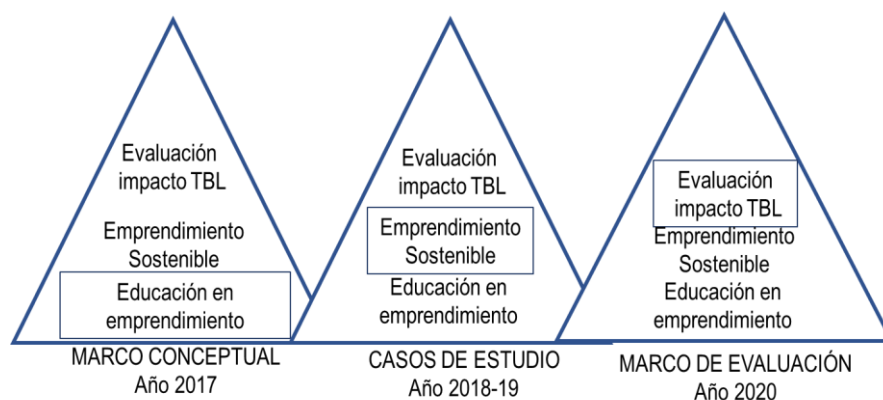 Evaluación
impacto TBL
Emprendimiento
Sostenible
Educación en
emprendimiento
MARCO CONCEPTUAL
Año 2017
Evaluación
impacto TBL
Emprendimiento
Sostenible
Educación en
emprendimiento
CASOS DE ESTUDIO
Año 2018-19
Evaluación
impacto TBL
Emprendimiento
Sostenible
Educación en
emprendimiento
MARCO DE EVALUACIÓN
Año 2020